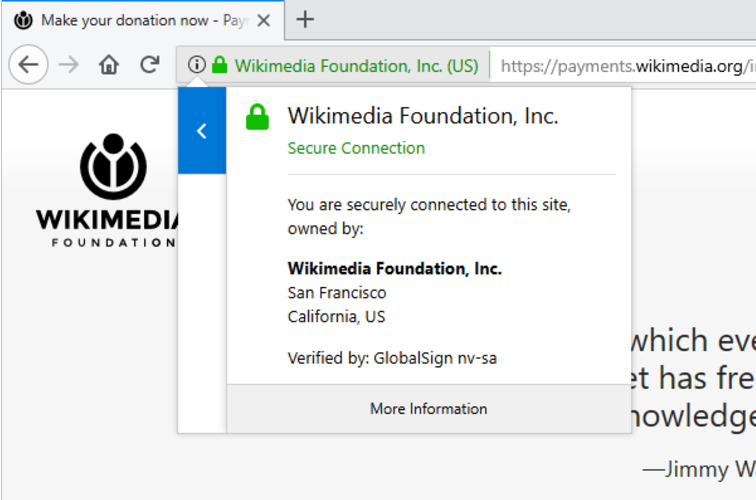 Make your donation now - Pay
Wikimedia Foundation, Inc. (US)
https://payments.wikimedia.org/i
WIKIMEDIA
FOUNDATION
Wikimedia Foundation, Inc.
Secure Connection
You are securely connected to this site,
owned by:
Wikimedia Foundation, Inc.
San Francisco
California, US
Verified by: GlobalSign nv-sa
More Information
which eve
et has fre
nowledge
—Jimmy W